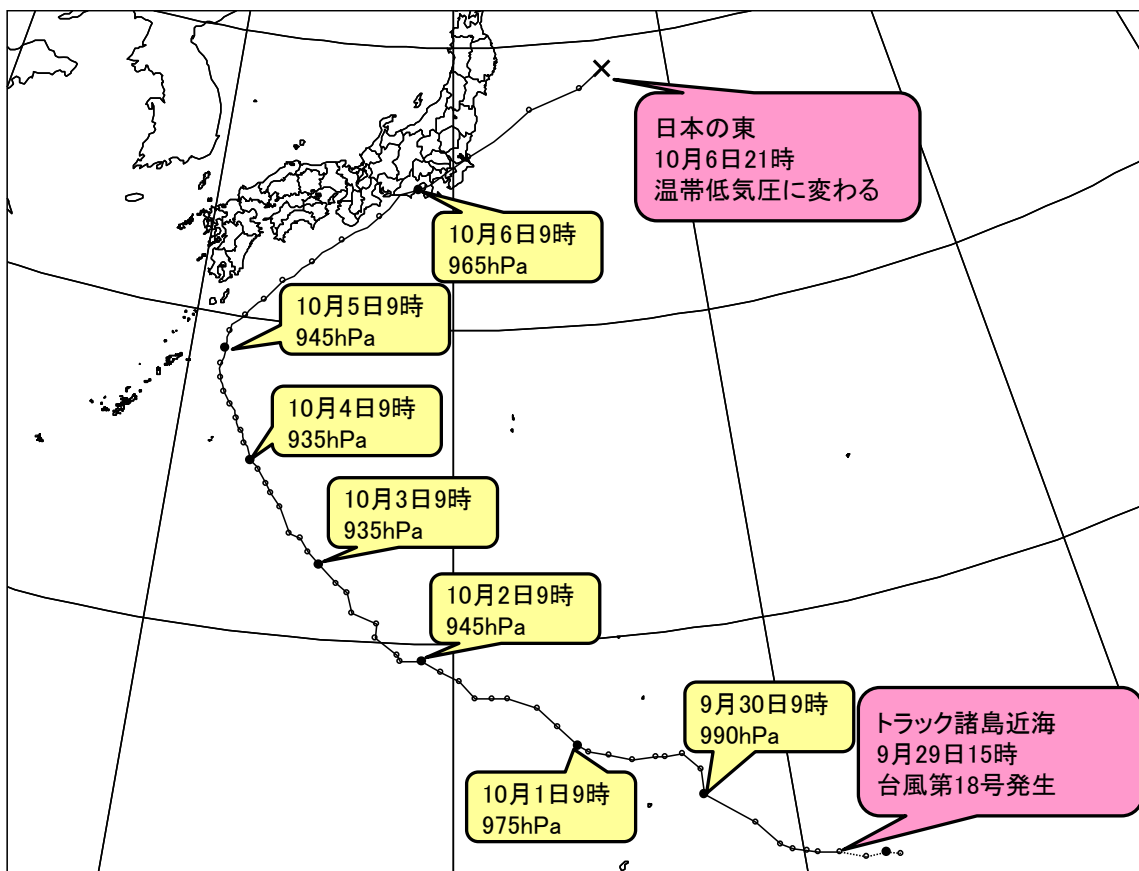 日本の東
10月6日21時
温帯低気圧に変わる
10月6日9時
965hPa
10月5日9時
945hPa
10月4日9時
935hPa
10月3日9時
935hPa
10月2日9時
945hPa
9月30日9時
990hPa
トラック諸島近海
9月29日15時
台風第18号発生
10月1日9時
975hPa